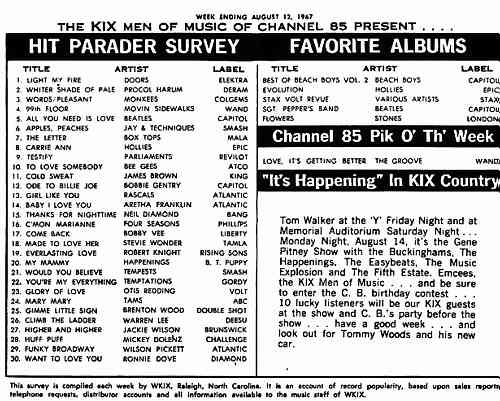 WEEK ENDING AUGUST 12, 1967
THE KIX MEN OF MUSIC OF CHANNEL 85 PRESENT . . . .
HIT PARADER SURVEY
TITLE ARTIST LABEL
1. LIGHT MY FIRE DOORS ELEKTRA
2. WHITER SHADE OF PALE PROCOL HARUM DERAM
3. WORDS/PLEASANT MONKEES COLGEMS
4. 99th FLOOR MOVIN SIDEWALKS WAND
5. ALL YOU NEED IS LOVE BEATLES CAPITOL
6. APPLES, PEACHES JAY & TECHNIQUES SMASH
7. THE LETTER BOX TOPS MALA
8. CARRIE ANN HOLLIES EPIC
9. TESTIFY PARLIAMENTS REVILOT
10. TO LOVE SOMEBODY BEE GEES ATCO
11. COLD SWEAT JAMES BROWN KING
12. ODE TO BILLIE JOE BOBBIE GENTRY CAPITOL
13. GIRL LIKE YOU RASCALS ATLANTIC
14. BABY I LOVE YOU ARETHA FRANKLIN ATLANTIC
15. THANKS FOR NIGHTTIME NEIL DIAMOND BANG
16. C'MON MARIANNE FOUR SEASONS PHILLIPS
17. COME BACK BOBBY VEE LIBERTY
18. MADE TO LOVE HER STEVIE WONDER TAMLA
19. EVERLASTING LOVE ROBERT KNIGHT RISING SONS
20. MY MAMMY HAPPENINGS B. T. PUPPY
21. WOULD YOU BELIEVE TEMPESTS SMASH
22. YOU'RE MY EVERYTHING TEMPTATIONS GORDY
23. GLORY OF LOVE OTIS REDDING VOLT
24. MARY MARY TAMS ABC
25. GIMMIE LITTLE SIGN BRENTON WOOD DOUBLE SHOT
26. CLIMB THE LADDER WARREN LEE DEESU
27. HIGHER AND HIGHER JACKIE WILSON BRUNSWICK
28. HUFF PUFF MICKEY DOLENZ CHALLENGE
29. FUNKY BROADWAY WILSON PICKETT ATLANTIC
30. WANT TO LOVE YOU RONNIE DOVE DIAMOND
FAVORITE ALBUMS
TITLE ARTIST LABEL
BEST OF BEACH BOYS VOL. 2 BEACH BOYS CAPITOL
EVOLUTION HOLLIES EPIC
STAX VOLT REVUE VARIOUS ARTISTS STAX
SGT PEPPER'S BAND BEATLES CAPITOL
FLOWERS STONES LONDON
Channel 85 Pik O' Th' Week
LOVE, IT'S GETTING BETTER THE GROOVE WAND
"It's Happening" In KIX Country
Tom Walker at the 'Y' Friday Night and at
Memorial Auditorium Saturday Night . . .
Monday Night, August 14, it's the Gene
Pitney Show with the Buckinghams, The
Happenings, The Easybeats, The Music
Explosion and The Fifth Estate. Emcees,
the KIX Men of Music . . . and be sure
to enter the C. B. birthday contest . . . .
10 lucky listeners will be our KIX guests
at the show and C. B.'s party before the
show . . . have a good week . . . and
look out for Tommy Woods and his new
car.
This survey is compiled each week by WKIX, Raleigh, North Carolina. It is an account of record popularity, based upon sales reports,
telephone requests, distributor accounts and all information available to the music staff of WKIX.